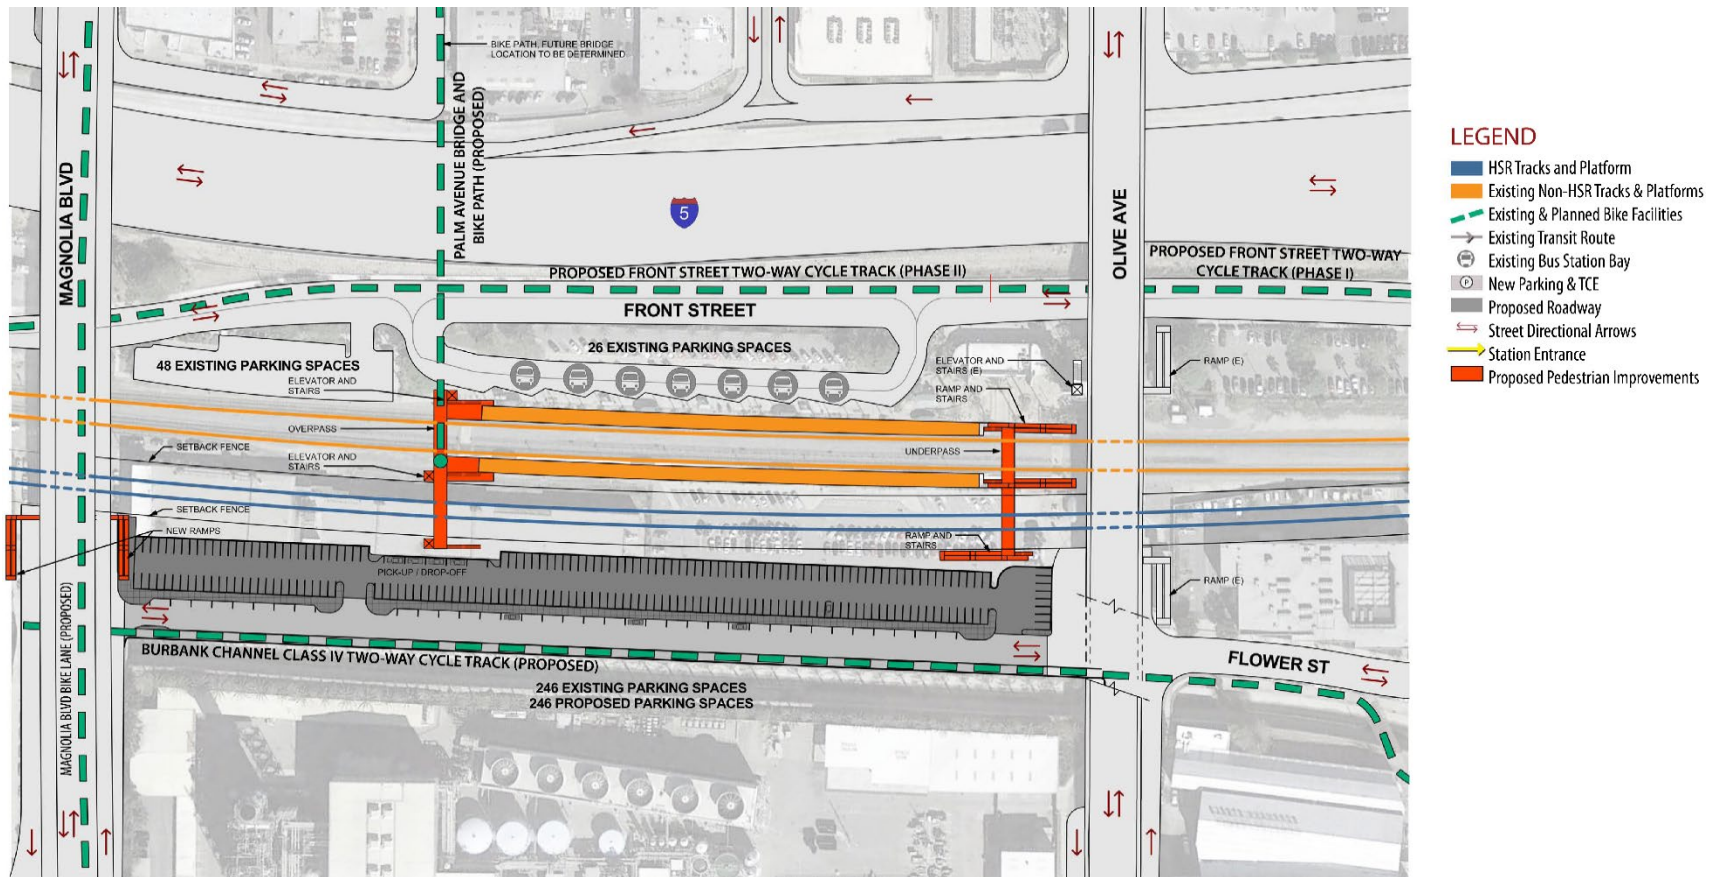 BIKE PATH, FUTURE BRIDGE
LOCATION TO BE DETERMINED
PALM AVENUE BRIDGE AND
BIKE PATH (PROPOSED)
MAGNOLIA BLVD
5
OLIVE AVE
PROPOSED FRONT STREET TWO-WAY CYCLE TRACK (PHASE II)
PROPOSED FRONT STREET TWO-WAY
CYCLE TRACK (PHASE I)
FRONT STREET
26 EXISTING PARKING SPACES
48 EXISTING PARKING SPACES
ELEVATOR AND
STAIRS
ELEVATOR AND
STAIRS (E)
RAMP (E)
RAMP AND
STAIRS
OVERPASS
SETBACK FENCE
ELEVATOR AND
STAIRS
UNDERPASS
SETBACK FENCE
NEW RAMPS
RAMP AND
STAIRS
PICK-UP / DROP-OFF
RAMP (E)
MAGNOLIA BLVD BIKE LANE (PROPOSED)
BURBANK CHANNEL CLASS IV TWO-WAY CYCLE TRACK (PROPOSED)
FLOWER ST
246 EXISTING PARKING SPACES
246 PROPOSED PARKING SPACES
LEGEND
HSR Tracks and Platform
Existing Non-HSR Tracks & Platforms
Existing & Planned Bike Facilities
Existing Transit Route
Existing Bus Station Bay
P
New Parking & TCE
Proposed Roadway
Street Directional Arrows
Station Entrance
Proposed Pedestrian Improvements